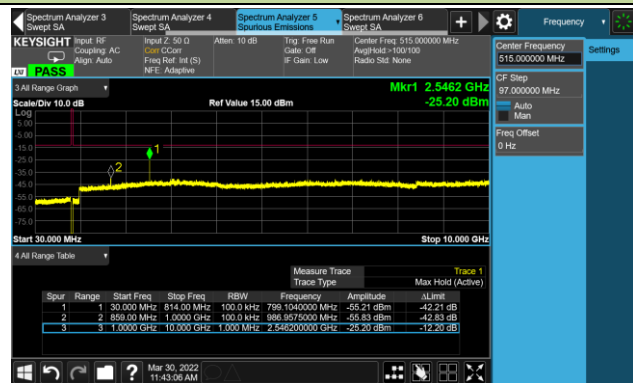 Spectrum Analyzer 3
Swept SA
Spectrum Analyzer 4
Swept SA
Spectrum Analyzer 5
Spurious Emissions
Spectrum Analyzer 6
Swept SA
+
Frequency
KEYSIGHT
Input: RF
Coupling: AC
Align: Auto
Input Z: 50 Ω
Corr CCorr
Freq Ref: Int (S)
NFE: Adaptive
Atten: 10 dB
Trig: Free Run
Gate: Off
IF Gain: Low
Center Freq: 515.000000 MHz
Avg|Hold:>100/100
Radio Std: None
LXI PASS
Center Frequency
515.000000 MHz
Settings
CF Step
97.000000 MHz
Auto
Man
Freq Offset
0 Hz
3 All Range Graph
Mkr1 2.5462 GHz
Scale/Div 10.0 dB
Ref Value 15.00 dBm
-25.20 dBm
Log
5.00
-5.00
-15.0
-25.0
-35.0
-45.0
-55.0
-65.0
-75.0
1
2
Start 30.000 MHz
Stop 10.000 GHz
4 All Range Table
Measure Trace Trace 1
Trace Type Max Hold (Active)
Spur Range Start Freq Stop Freq RBW Frequency Amplitude ΔLimit
1 1 30.000 MHz 814.00 MHz 100.0 kHz 799.1040000 MHz -55.21 dBm -42.21 dB
2 2 859.00 MHz 1.0000 GHz 100.0 kHz 986.9575000 MHz -55.83 dBm -42.83 dB
3 3 1.0000 GHz 10.000 GHz 1.000 MHz 2.546200000 GHz -25.20 dBm -12.20 dB
?
Mar 30, 2022
11:43:06 AM